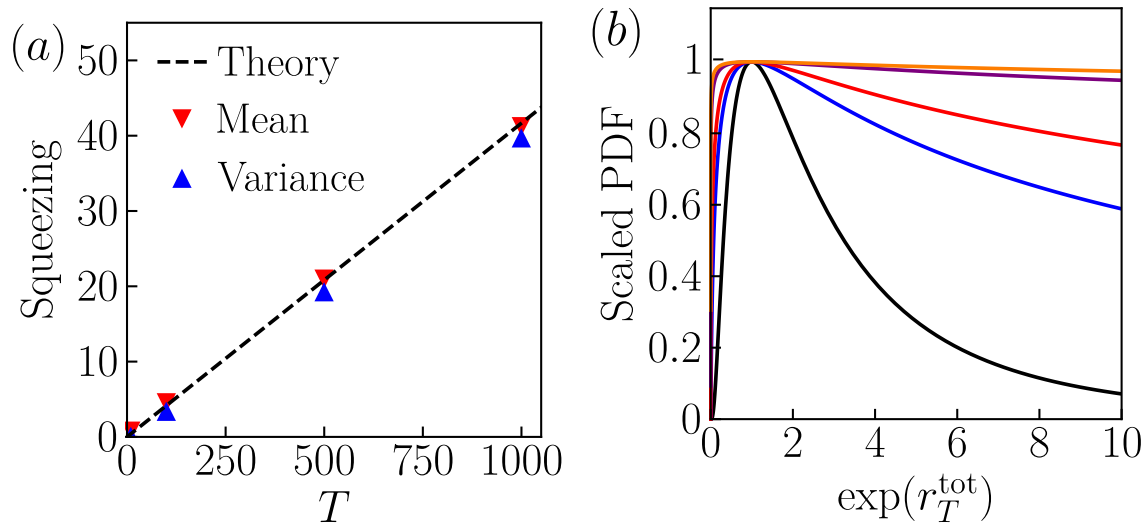 (a)
Theory
Mean
Variance
50
40
30
20
10
0
Squeezing
0 250 500 750 1000
T
(b)
1
0.8
0.6
0.4
0.2
0
Scaled PDF
0 2 4 6 8 10
exp(r_T^tot)